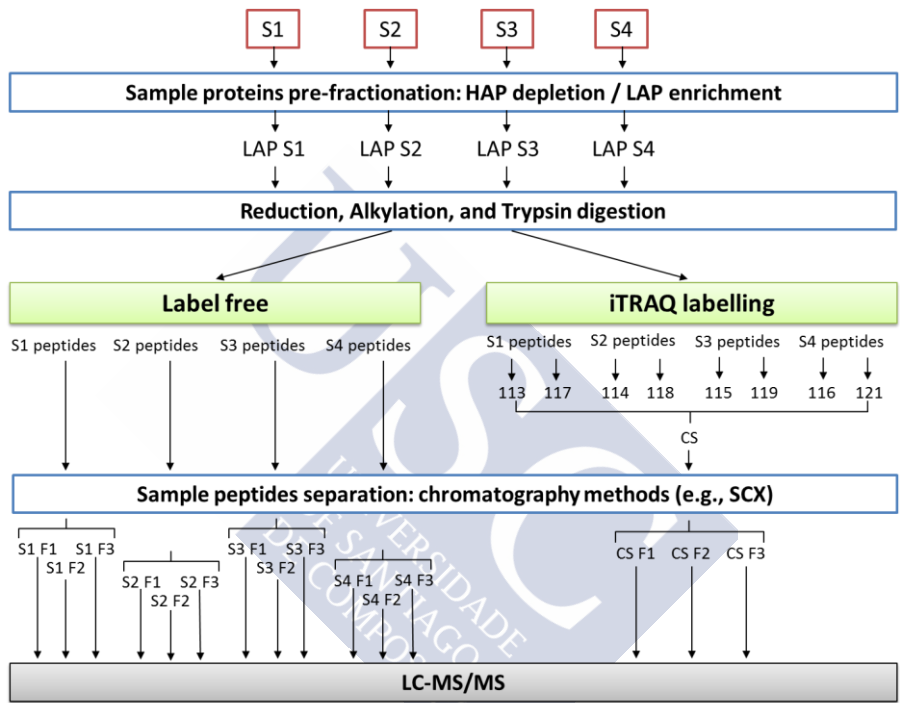 S1 S2 S3 S4
Sample proteins pre-fractionation: HAP depletion / LAP enrichment
LAP S1 LAP S2 LAP S3 LAP S4
Reduction, Alkylation, and Trypsin digestion
Label free
iTRAQ labelling
S1 peptides S2 peptides S3 peptides S4 peptides
S1 peptides S2 peptides S3 peptides S4 peptides
113 117 114 118 115 119 116 121
CS
Sample peptides separation: chromatography methods (e.g., SCX)
S1 F1 S1 F3
S1 F2
S2 F1 S2 F3
S2 F2
S3 F1 S3 F3
S3 F2
S4 F1 S4 F3
S4 F2
CS F1 CS F2 CS F3
LC-MS/MS
USC
UNIVERSIDADE
DE SANTIAGO
DE COMPOS